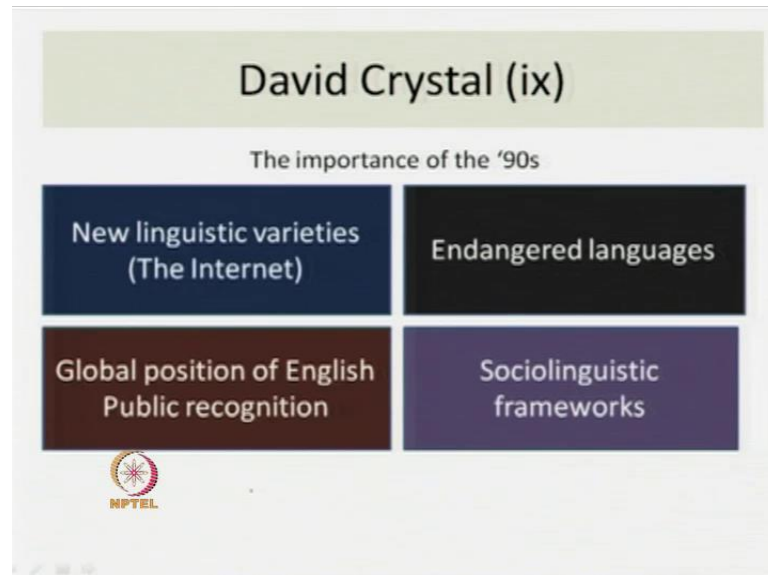 David Crystal (ix)
The importance of the ‘90s
New linguistic varieties
(The Internet)
Endangered languages
Global position of English
Public recognition
Sociolinguistic
frameworks
NPTEL